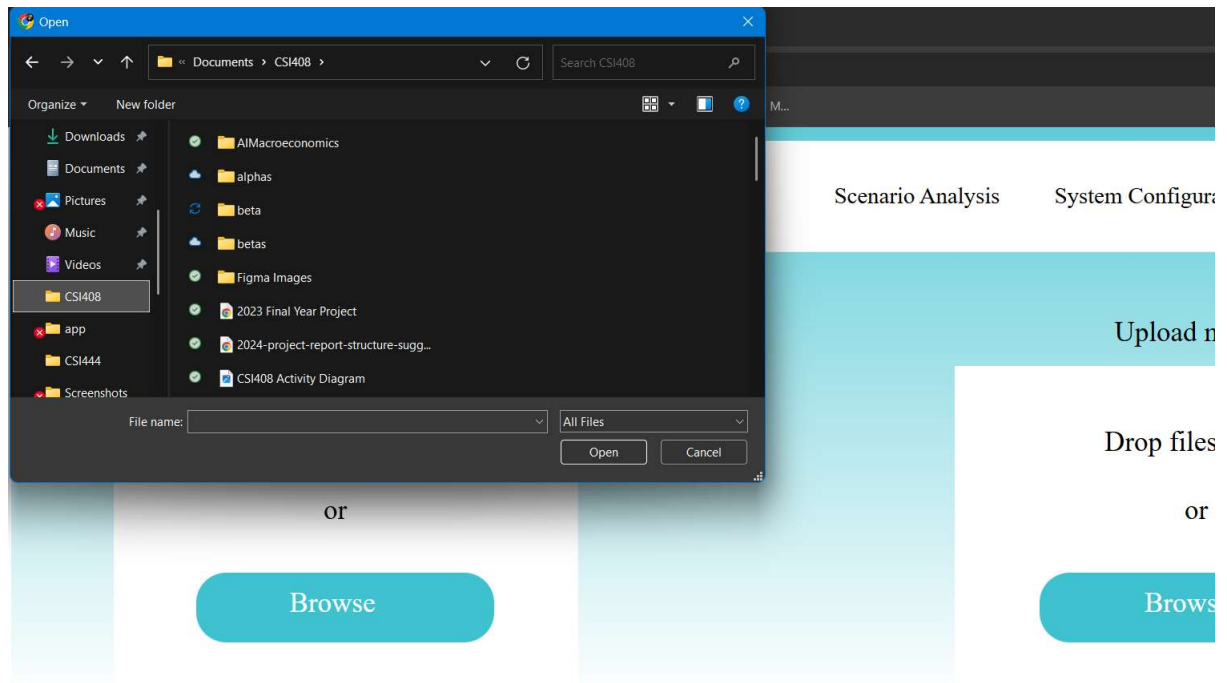 Open
« Documents › CSI408 ›
Search CSI408
Organize
New folder
M...
Downloads
Documents
Pictures
Music
Videos
CSI408
app
CSI444
Screenshots
AIMacroeconomics
alphas
beta
betas
Figma Images
2023 Final Year Project
2024-project-report-structure-sugg...
CSI408 Activity Diagram
File name:
All Files
Open
Cancel
Scenario Analysis
System Configura
Upload n
Drop files
or
or
Browse
Brows